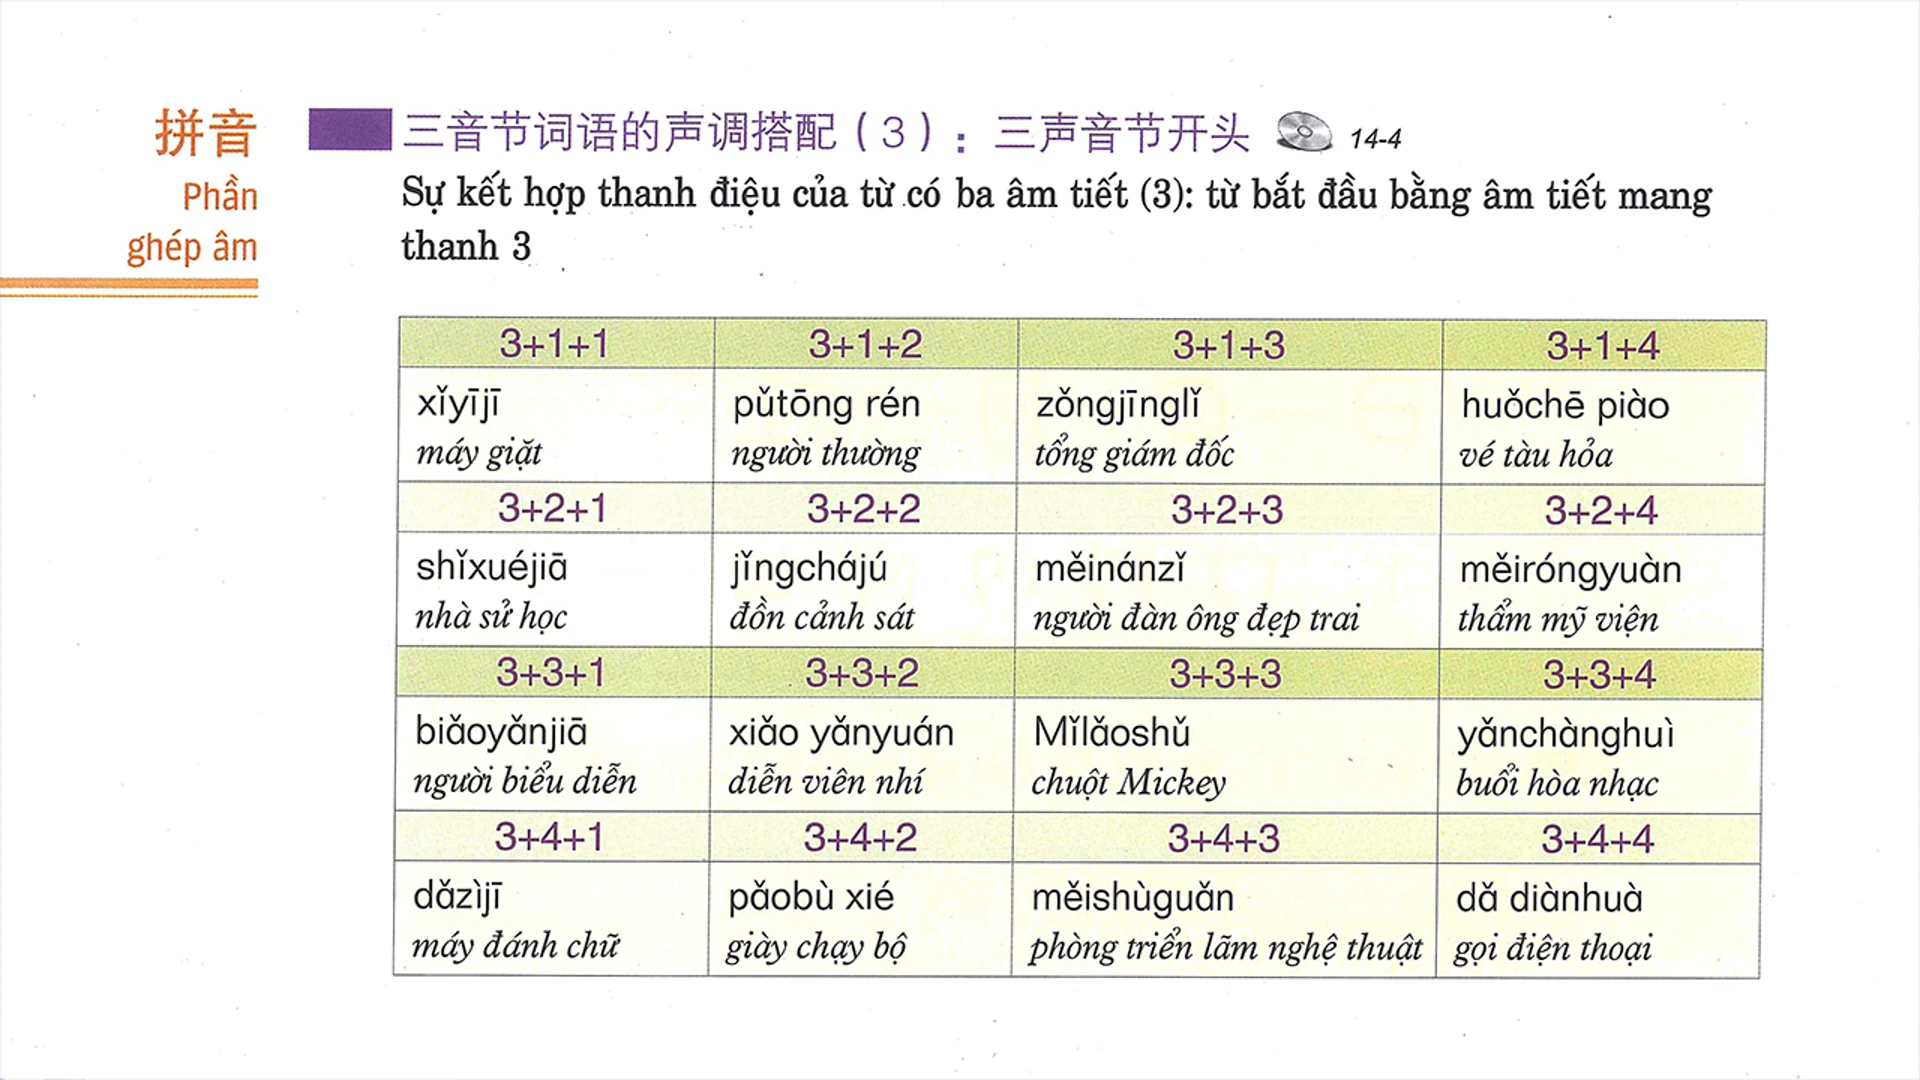 拼音
Phần
ghép âm
三音节词语的声调搭配（3）：三声音节开头 14-4
Sự kết hợp thanh điệu của từ có ba âm tiết (3): từ bắt đầu bằng âm tiết mang
thanh 3
3+1+1 3+1+2 3+1+3 3+1+4
xǐyījī pǔtōng rén zǒngjīnglǐ huǒchē piào
máy giặt người thường tổng giám đốc vé tàu hỏa
3+2+1 3+2+2 3+2+3 3+2+4
shǐxuéjiā jǐngchájú měinánzǐ měiróngyuàn
nhà sử học đồn cảnh sát người đàn ông đẹp trai thẩm mỹ viện
3+3+1 3+3+2 3+3+3 3+3+4
biǎoyǎnjiā xiǎo yǎnyuán Mǐlǎoshǔ yǎnchànghuì
người biểu diễn diễn viên nhí chuột Mickey buổi hòa nhạc
3+4+1 3+4+2 3+4+3 3+4+4
dǎzìjī pǎobù xié měishùguǎn dǎ diànhuà
máy đánh chữ giày chạy bộ phòng triển lãm nghệ thuật gọi điện thoại